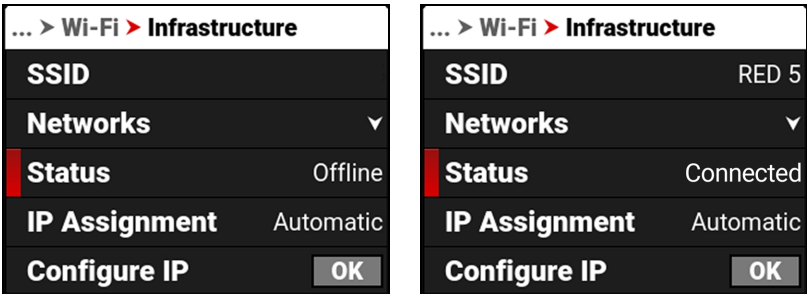 ... > Wi-Fi > Infrastructure
SSID
Networks
Status Offline
IP Assignment Automatic
Configure IP OK
... > Wi-Fi > Infrastructure
SSID RED 5
Networks
Status Connected
IP Assignment Automatic
Configure IP OK